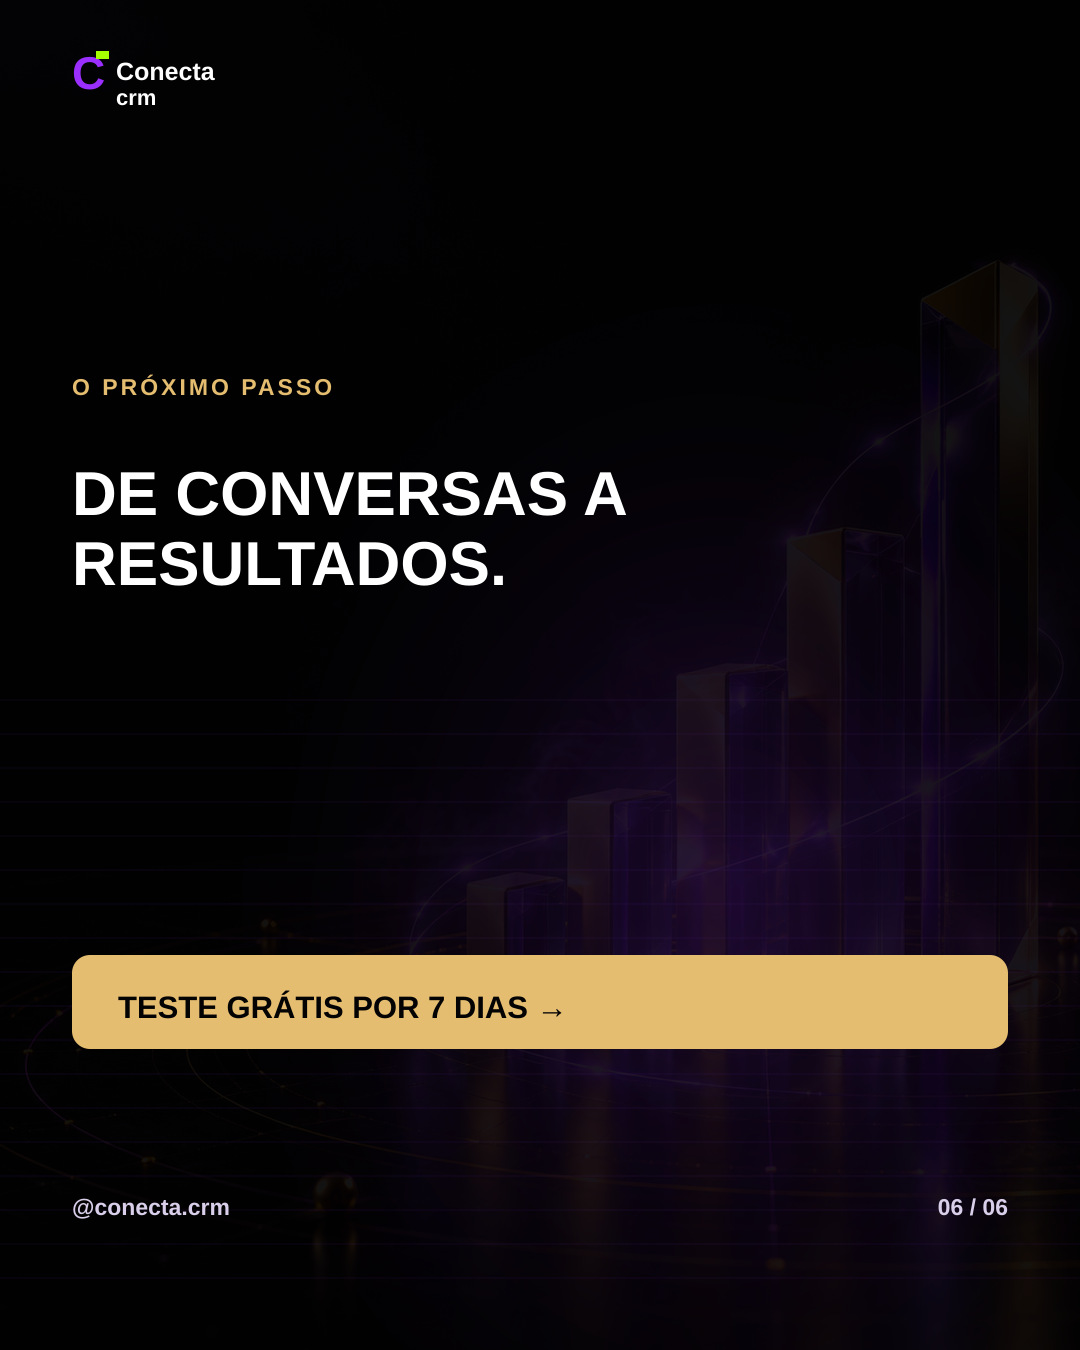 C Conecta
crm
O PRÓXIMO PASSO
DE CONVERSAS A
RESULTADOS.
TESTE GRÁTIS POR 7 DIAS →
@conecta.crm
06 / 06